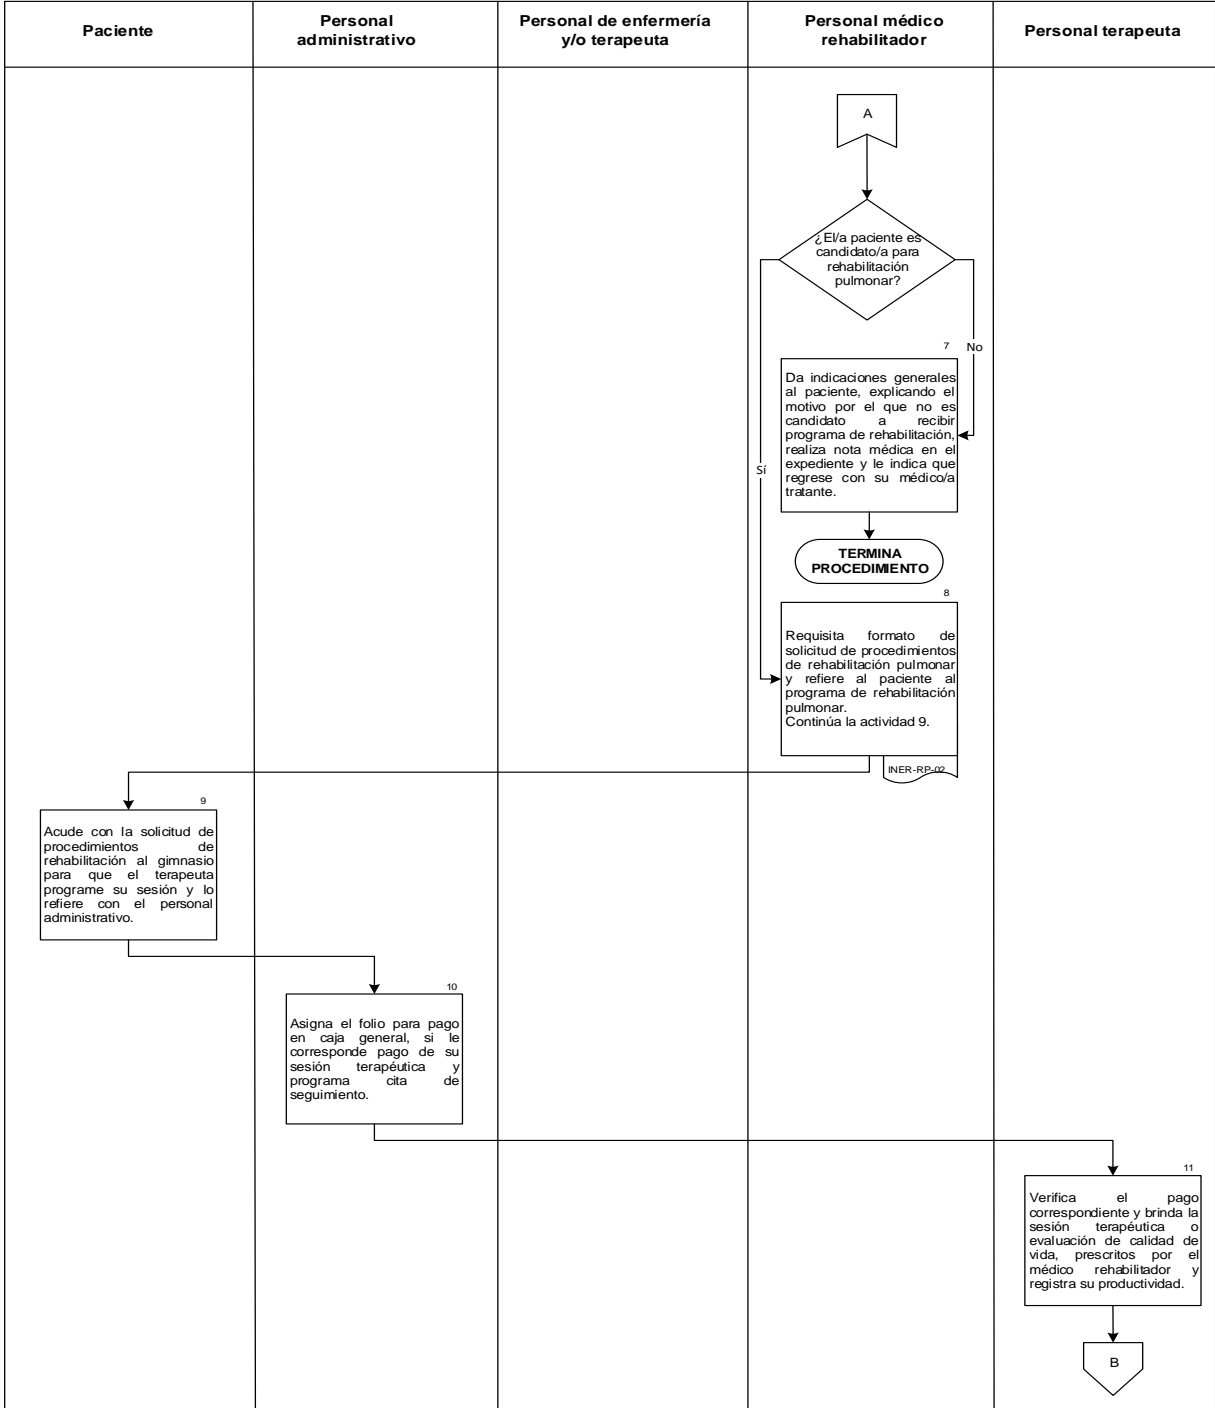 Paciente
Personal
administrativo
Personal de enfermería
y/o terapeuta
Personal médico
rehabilitador
Personal terapeuta
A
¿El/a paciente es
candidato/a para
rehabilitación
pulmonar?
7
No
Da indicaciones generales
al paciente, explicando el
motivo por el que no es
candidato a recibir
programa de rehabilitación,
realiza nota médica en el
expediente y le indica que
regrese con su médico/a
tratante.
Sí
TERMINA
PROCEDIMIENTO
8
Requisita formato de
solicitud de procedimientos
de rehabilitación pulmonar
y refiere al paciente al
programa de rehabilitación
pulmonar.
Continúa la actividad 9.
INER-RP-02
9
Acude con la solicitud de
procedimientos de
rehabilitación al gimnasio
para que el terapeuta
programe su sesión y lo
refiere con el personal
administrativo.
10
Asigna el folio para pago
en caja general, si le
corresponde pago de su
sesión terapéutica y
programa cita de
seguimiento.
11
Verifica el pago
correspondiente y brinda la
sesión terapéutica o
evaluación de calidad de
vida, prescritos por el
médico rehabilitador y
registra su productividad.
B